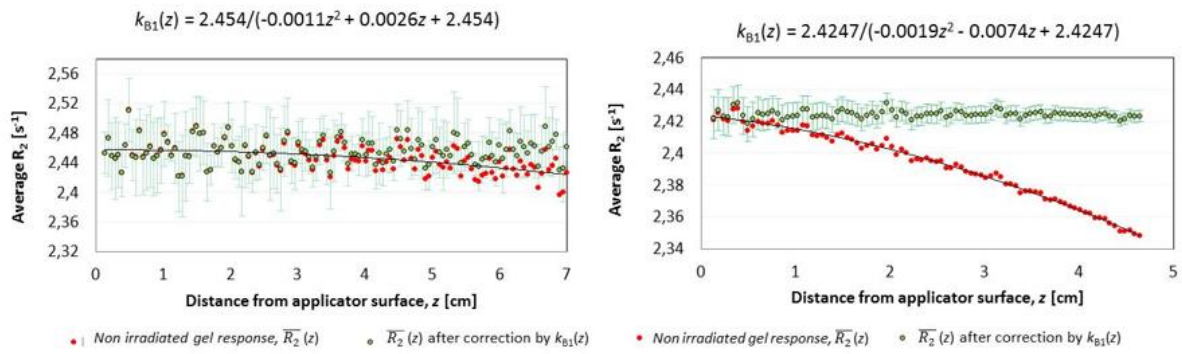 k_B1(z) = 2.454/(-0.0011z² + 0.0026z + 2.454)
Average R₂ [s⁻¹]
2,56
2,52
2,48
2,44
2,4
2,36
2,32
0 1 2 3 4 5 6 7
Distance from applicator surface, z [cm]
Non irradiated gel response, R̅₂(z) R̅₂(z) after correction by k_B1(z)
k_B1(z) = 2.4247/(-0.0019z² - 0.0074z + 2.4247)
Average R₂ [s⁻¹]
2,46
2,44
2,42
2,4
2,38
2,36
2,34
0 1 2 3 4 5
Distance from applicator surface, z [cm]
Non irradiated gel response, R̅₂(z) R̅₂(z) after correction by k_B1(z)